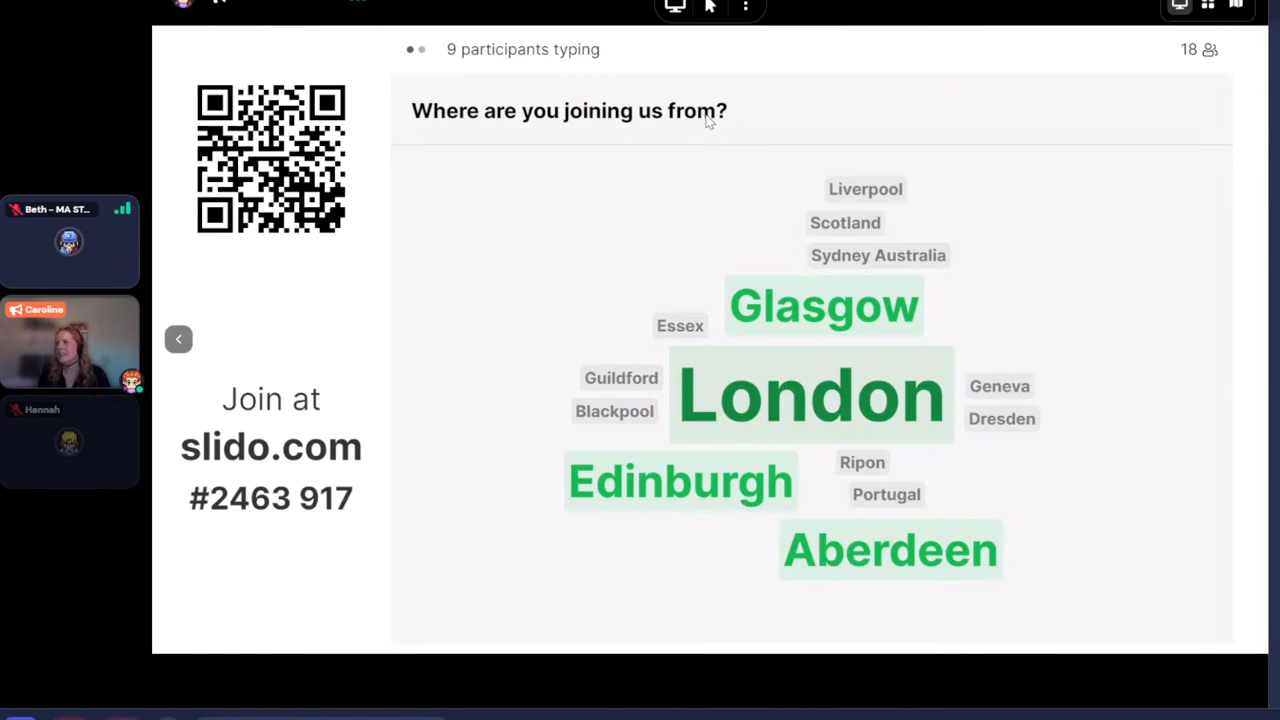 9 participants typing
18
Where are you joining us from?
Beth – MA ST...
Caroline
Hannah
Join at
slido.com
#2463 917
Liverpool
Scotland
Sydney Australia
Glasgow
Essex
London
Guildford
Blackpool
Geneva
Dresden
Edinburgh
Ripon
Portugal
Aberdeen